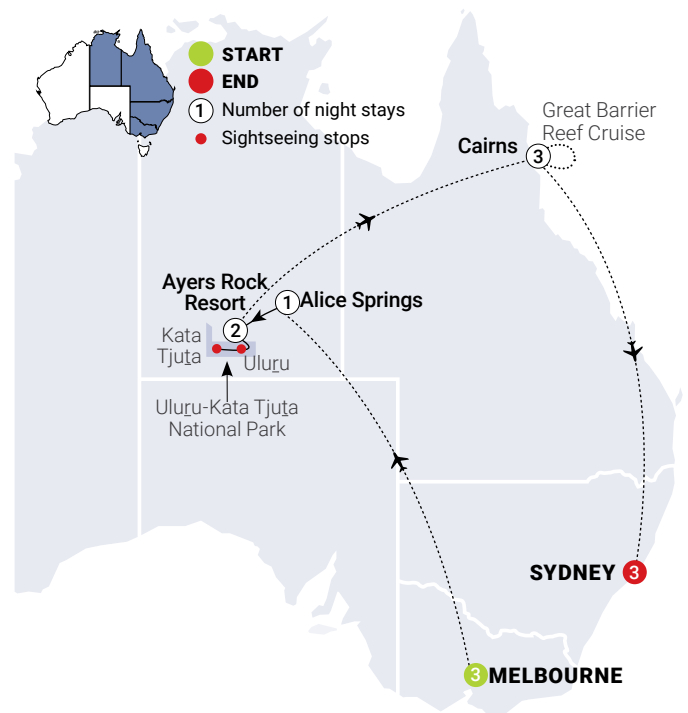 START
END
1 Number of night stays
Sightseeing stops
Great Barrier
Reef Cruise
Cairns 3
Ayers Rock
Resort
2
1 Alice Springs
Kata
Tjuṯa
Uluṟu
Uluṟu-Kata Tjuṯa
National Park
SYDNEY 3
3 MELBOURNE